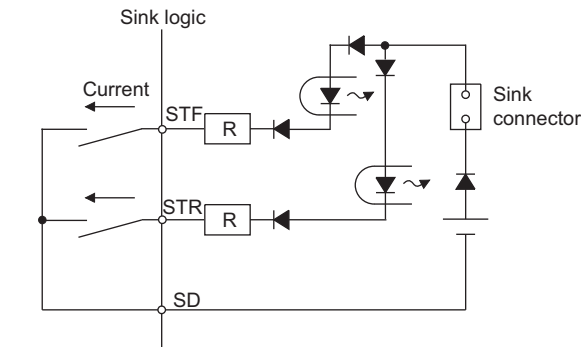 Sink logic
Current
STF
R
Sink
connector
STR
R
SD